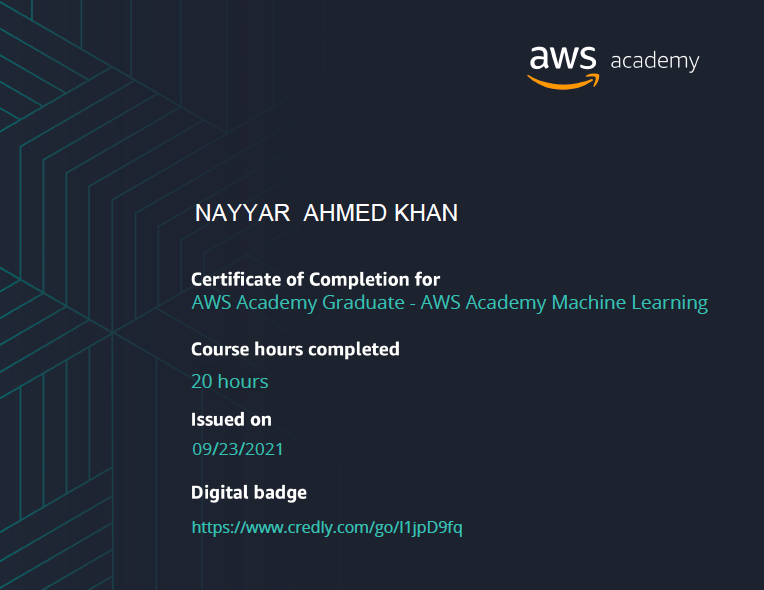 aws academy
NAYYAR AHMED KHAN
Certificate of Completion for
AWS Academy Graduate - AWS Academy Machine Learning
Course hours completed
20 hours
Issued on
09/23/2021
Digital badge
https://www.credly.com/go/I1jpD9fq